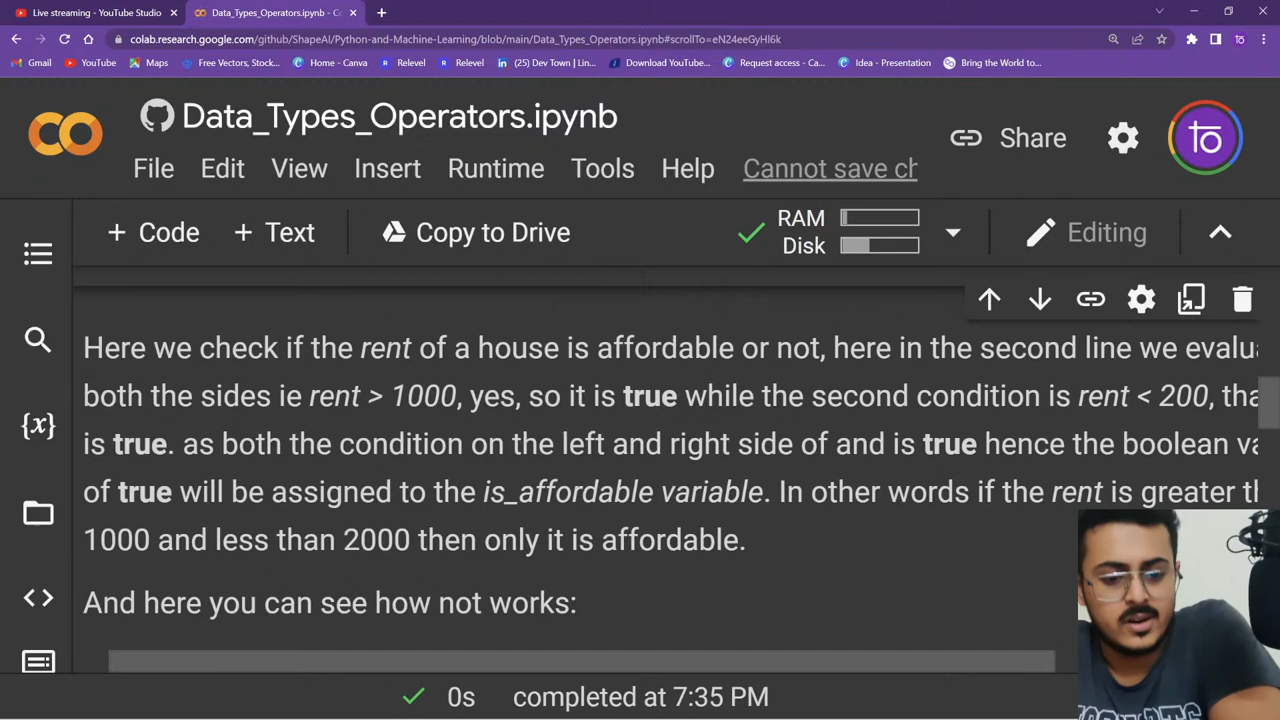 Live streaming - YouTube Studio
Data_Types_Operators.ipynb - Co
colab.research.google.com/github/ShapeAI/Python-and-Machine-Learning/blob/main/Data_Types_Operators.ipynb#scrollTo=eN24eeGyHl6k
Gmail YouTube Maps Free Vectors, Stock... Home - Canva Relevel Relevel (25) Dev Town | Lin... Download YouTube... Request access - Ca... Idea - Presentation Bring the World to...
Data_Types_Operators.ipynb
Share
File Edit View Insert Runtime Tools Help Cannot save ch
+ Code + Text Copy to Drive RAM Disk Editing
Here we check if the rent of a house is affordable or not, here in the second line we evalua
both the sides ie rent > 1000, yes, so it is true while the second condition is rent < 200, tha
is true. as both the condition on the left and right side of and is true hence the boolean va
of true will be assigned to the is_affordable variable. In other words if the rent is greater th
1000 and less than 2000 then only it is affordable.
And here you can see how not works:
0s completed at 7:35 PM